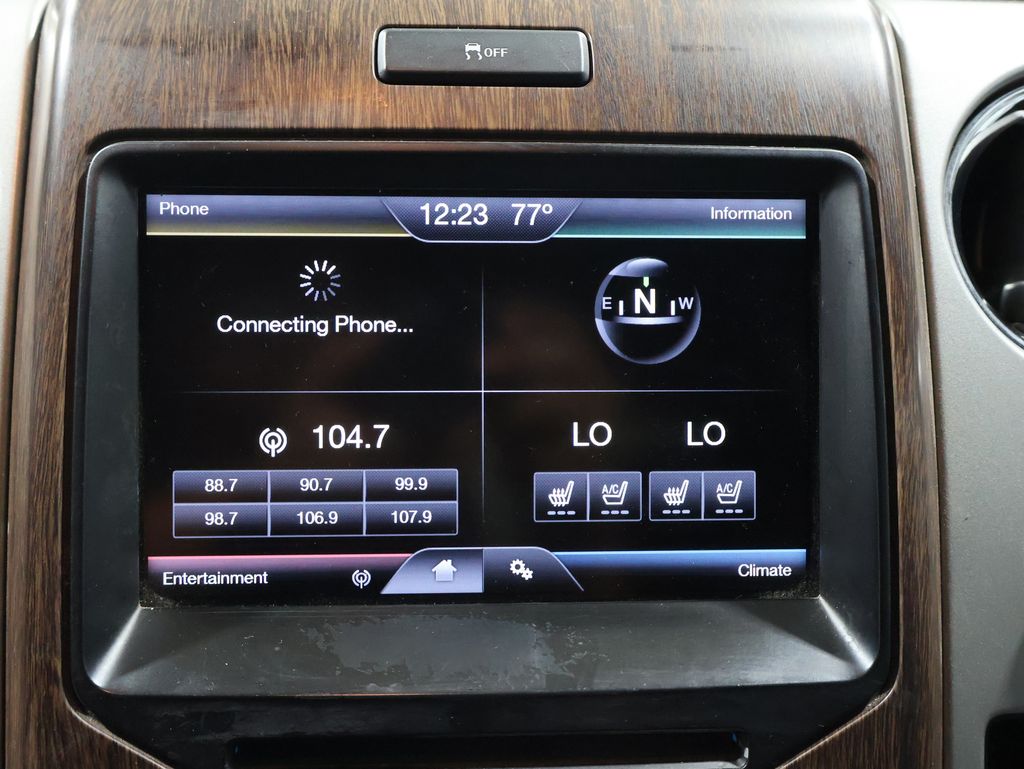 OFF
Phone
12:23 77º
Information
Connecting Phone...
E N W
104.7
88.7 90.7 99.9
98.7 106.9 107.9
LO LO
A/C A/C
Entertainment
Climate